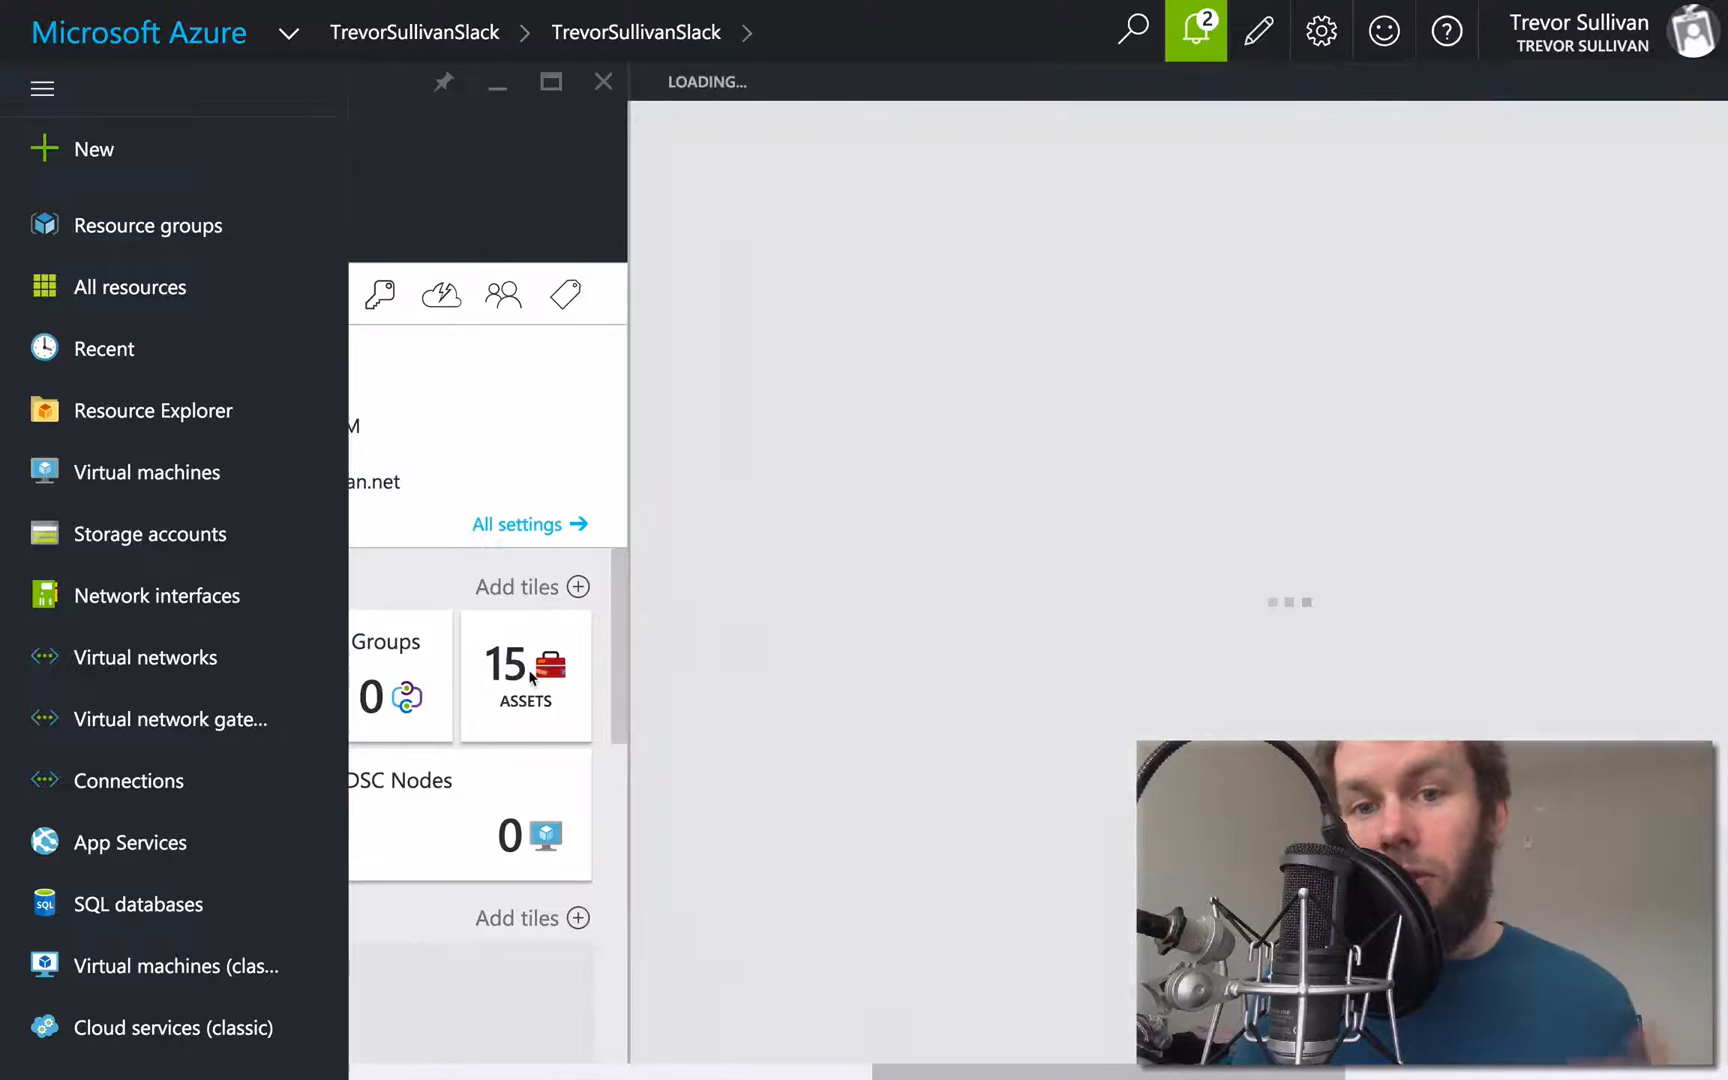 Microsoft Azure
TrevorSullivanSlack
TrevorSullivanSlack
2
Trevor Sullivan
TREVOR SULLIVAN
LOADING...
New
Resource groups
All resources
Recent
Resource Explorer
Virtual machines
Storage accounts
Network interfaces
Virtual networks
Virtual network gate...
Connections
App Services
SQL
SQL databases
Virtual machines (clas...
Cloud services (classic)
M
an.net
All settings
Add tiles
Groups
0
15
ASSETS
DSC Nodes
0
Add tiles